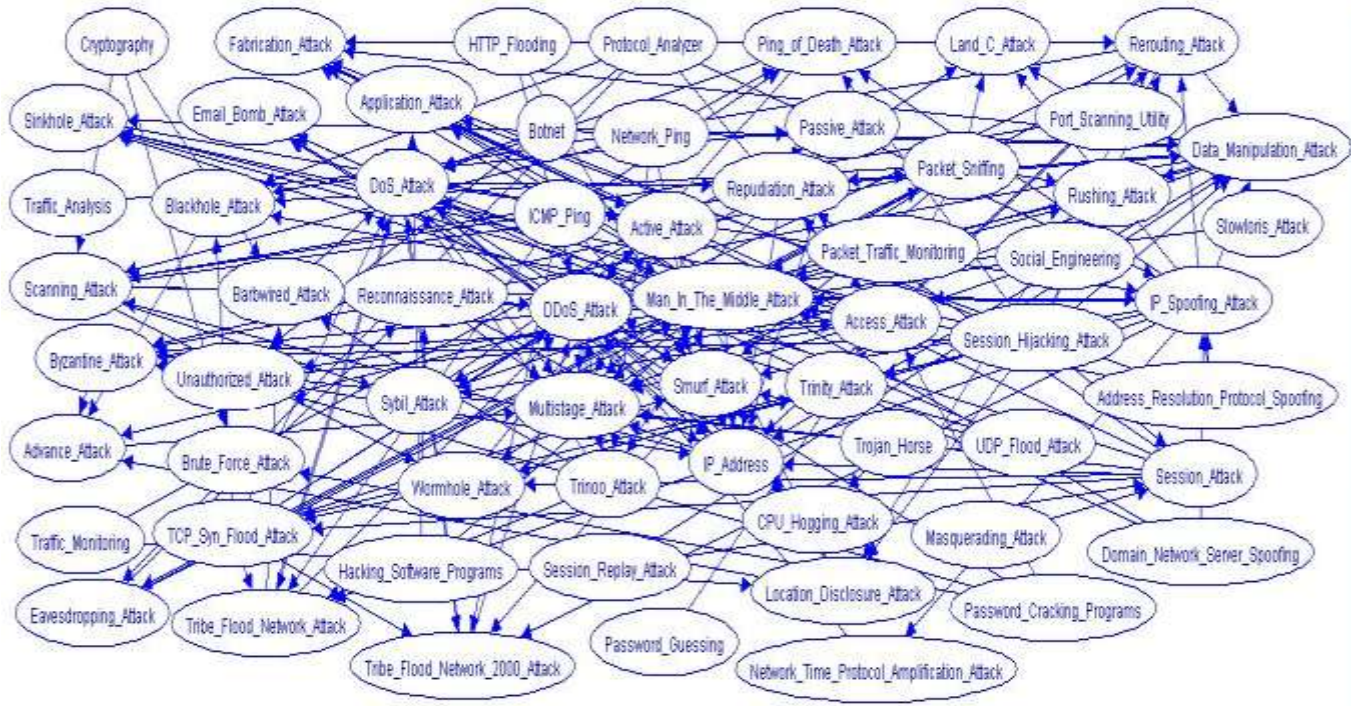 Cryptography
Fabrication_Attack
HTTP_Flooding
Protocol_Analyzer
Ping_of_Death_Attack
Land_C_Attack
Rerouting_Attack
Sinkhole_Attack
Email_Bomb_Attack
Application_Attack
Botnet
Network_Ping
Passive_Attack
Port_Scanning_Utility
Data_Manipulation_Attack
Traffic_Analysis
Blackhole_Attack
DoS_Attack
ICMP_Ping
Active_Attack
Repudiation_Attack
Packet_Sniffing
Rushing_Attack
Slowloris_Attack
Packet_Traffic_Monitoring
Social_Engineering
Scanning_Attack
Barbwired_Attack
Reconnaissance_Attack
DDoS_Attack
Man_In_The_Middle_Attack
Access_Attack
Session_Hijacking_Attack
IP_Spoofing_Attack
Byzantine_Attack
Unauthorized_Attack
Sybil_Attack
Multistage_Attack
Smurf_Attack
Trinity_Attack
Address_Resolution_Protocol_Spoofing
Advance_Attack
Brute_Force_Attack
Wormhole_Attack
Trinoo_Attack
IP_Address
Trojan_Horse
UDP_Flood_Attack
Session_Attack
Traffic_Monitoring
TCP_Syn_Flood_Attack
Hacking_Software_Programs
Session_Replay_Attack
CPU_Hogging_Attack
Masquerading_Attack
Domain_Network_Server_Spoofing
Eavesdropping_Attack
Tribe_Flood_Network_Attack
Location_Disclosure_Attack
Password_Cracking_Programs
Tribe_Flood_Network_2000_Attack
Password_Guessing
Network_Time_Protocol_Amplification_Attack